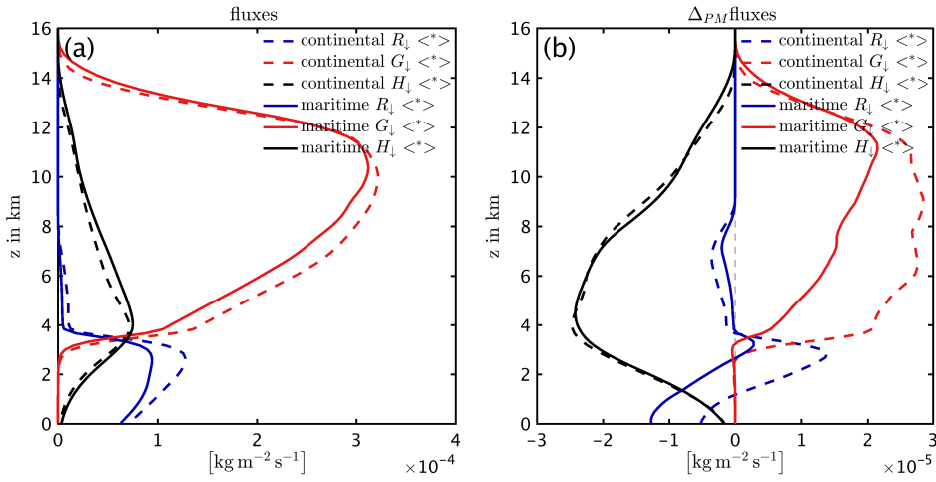 fluxes
(a)
continental R↓ <*>
continental G↓ <*>
continental H↓ <*>
maritime R↓ <*>
maritime G↓ <*>
maritime H↓ <*>
z in km
16
14
12
10
8
6
4
2
0
0 1 2 3 4
[kg m⁻² s⁻¹]
×10⁻⁴
Δ_PM fluxes
(b)
continental R↓ <*>
continental G↓ <*>
continental H↓ <*>
maritime R↓ <*>
maritime G↓ <*>
maritime H↓ <*>
z in km
16
14
12
10
8
6
4
2
0
−3 −2 −1 0 1 2 3
[kg m⁻² s⁻¹]
×10⁻⁵